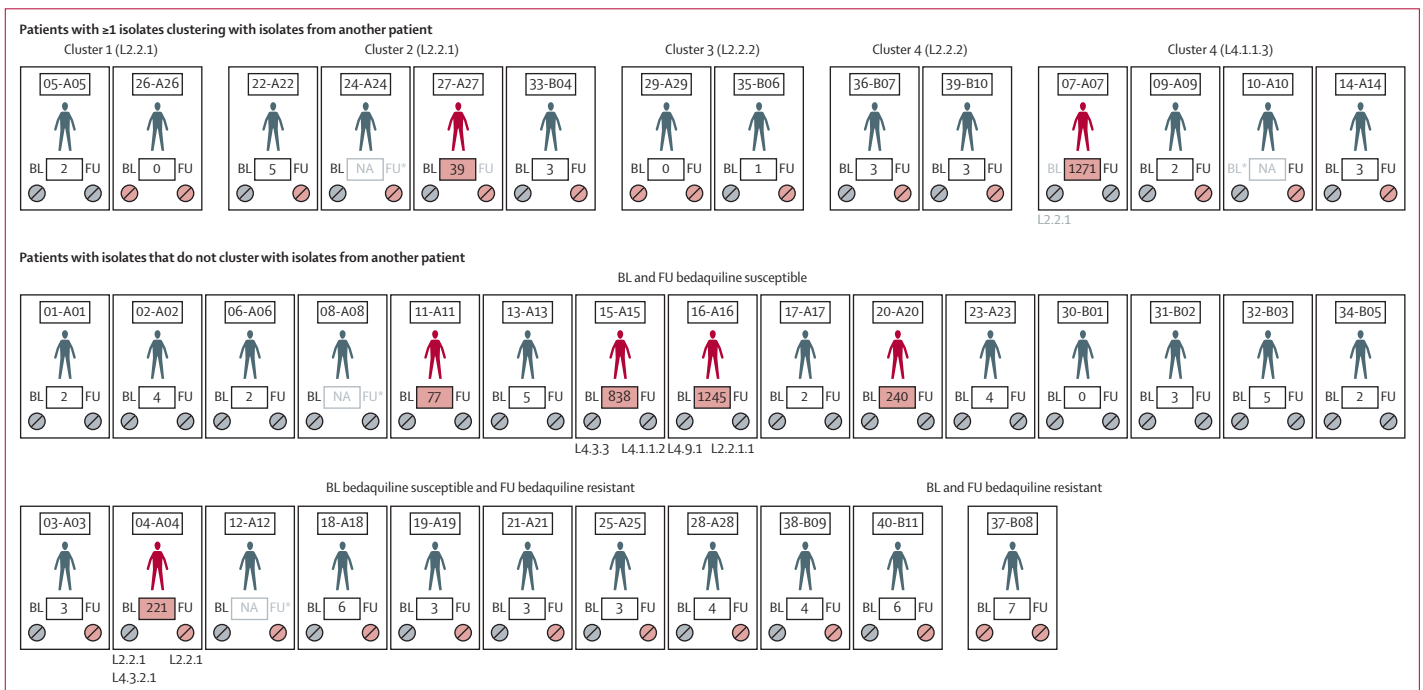 Patients with ≥1 isolates clustering with isolates from another patient
Cluster 1 (L2.2.1) Cluster 2 (L2.2.1) Cluster 3 (L2.2.2) Cluster 4 (L2.2.2) Cluster 4 (L4.1.1.3)
05-A05 26-A26 22-A22 24-A24 27-A27 33-B04 29-A29 35-B06 36-B07 39-B10 07-A07 09-A09 10-A10 14-A14
BL 2 FU BL 0 FU BL 5 FU BL NA FU* BL 39 FU BL 3 FU BL 0 FU BL 1 FU BL 3 FU BL 3 FU BL 1271 FU BL 2 FU BL* NA FU BL 3 FU
L2.2.1
Patients with isolates that do not cluster with isolates from another patient
BL and FU bedaquiline susceptible
01-A01 02-A02 06-A06 08-A08 11-A11 13-A13 15-A15 16-A16 17-A17 20-A20 23-A23 30-B01 31-B02 32-B03 34-B05
BL 2 FU BL 4 FU BL 2 FU BL NA FU* BL 77 FU BL 5 FU BL 838 FU BL 1245 FU BL 2 FU BL 240 FU BL 4 FU BL 0 FU BL 3 FU BL 5 FU BL 2 FU
L4.3.3 L4.1.1.2 L4.9.1 L2.2.1.1
BL bedaquiline susceptible and FU bedaquiline resistant BL and FU bedaquiline resistant
03-A03 04-A04 12-A12 18-A18 19-A19 21-A21 25-A25 28-A28 38-B09 40-B11 37-B08
BL 3 FU BL 221 FU BL NA FU* BL 6 FU BL 3 FU BL 3 FU BL 3 FU BL 4 FU BL 4 FU BL 6 FU BL 7 FU
L2.2.1 L2.2.1
L4.3.2.1